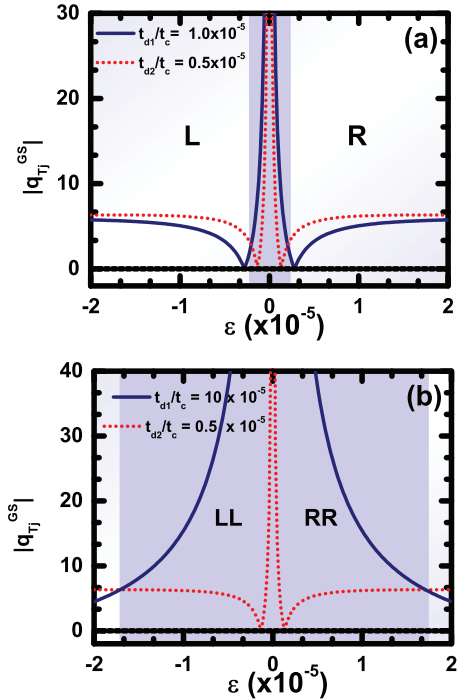 (a)
t_d1/t_c = 1.0x10^-5
t_d2/t_c = 0.5x10^-5
30
20
10
0
|q_Tj^GS|
L R
-2 -1 0 1 2
ε (x10^-5)
(b)
t_d1/t_c = 10 x 10^-5
t_d2/t_c = 0.5 x 10^-5
40
30
20
10
0
|q_Tj^GS|
LL RR
-2 -1 0 1 2
ε (x10^-5)